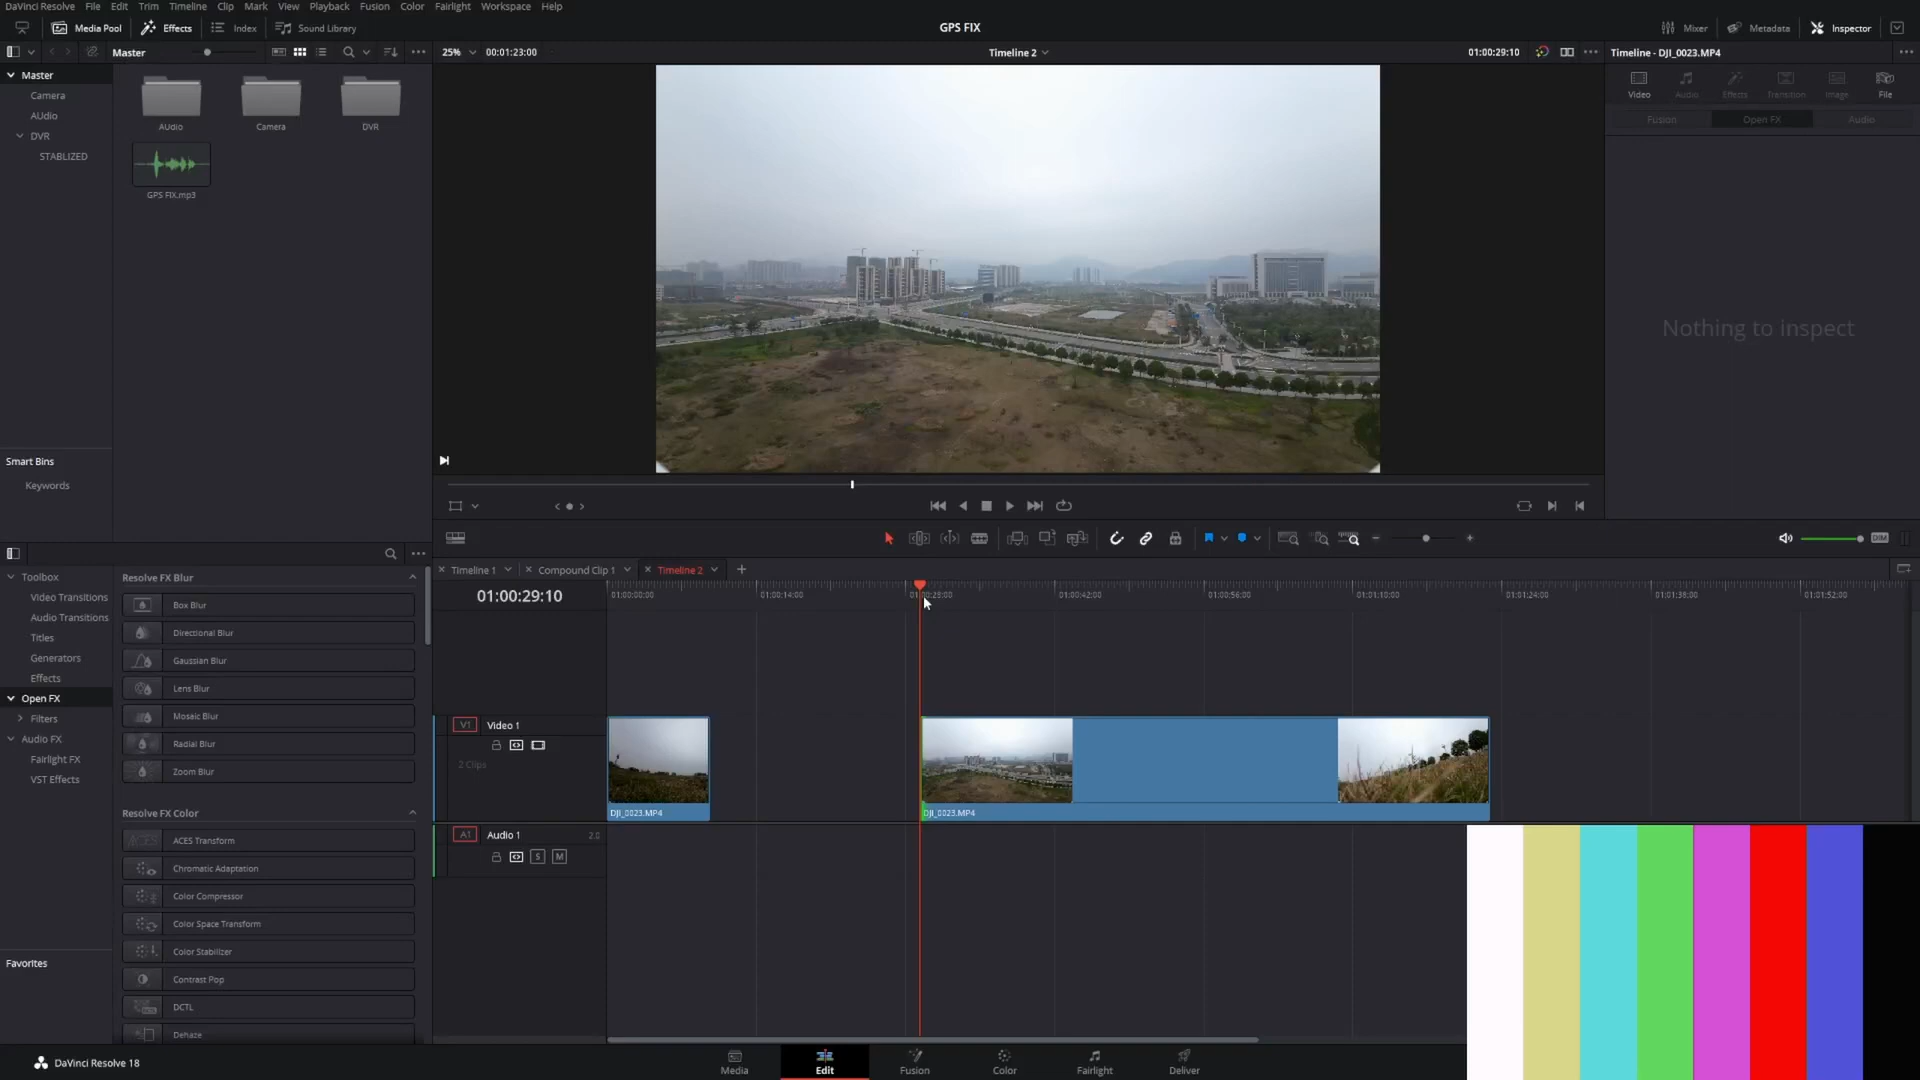 DaVinci Resolve File Edit Trim Timeline Clip Mark View Playback Fusion Color Fairlight Workspace Help
Media Pool Effects Index Sound Library GPS FIX Mixer Metadata Inspector
Master 25% 00:01:23:00 Timeline 2 01:00:29:10 Timeline - DJI_0023.MP4
Master
Camera
AUdio
DVR
STABLIZED
AUdio Camera DVR
GPS FIX.mp3
Video Audio Effects Transition Image File
Fusion Open FX Audio
Nothing to inspect
Smart Bins
Keywords
DIM
Timeline 1 Compound Clip 1 Timeline 2
01:00:29:10 01:00:00:00 01:00:14:00 01:00:28:00 01:00:42:00 01:00:56:00 01:01:10:00 01:01:24:00 01:01:38:00 01:01:52:00
Toolbox
Video Transitions
Audio Transitions
Titles
Generators
Effects
Open FX
Filters
Audio FX
Fairlight FX
VST Effects
Favorites
Resolve FX Blur
Box Blur
Directional Blur
Gaussian Blur
Lens Blur
Mosaic Blur
Radial Blur
Zoom Blur
Resolve FX Color
ACES Transform
Chromatic Adaptation
Color Compressor
Color Space Transform
Color Stabilizer
Contrast Pop
DCTL
Dehaze
V1 Video 1
2 Clips
DJI_0023.MP4 DJI_0023.MP4
A1 Audio 1 2.0
S M
DaVinci Resolve 18
Media Edit Fusion Color Fairlight Deliver